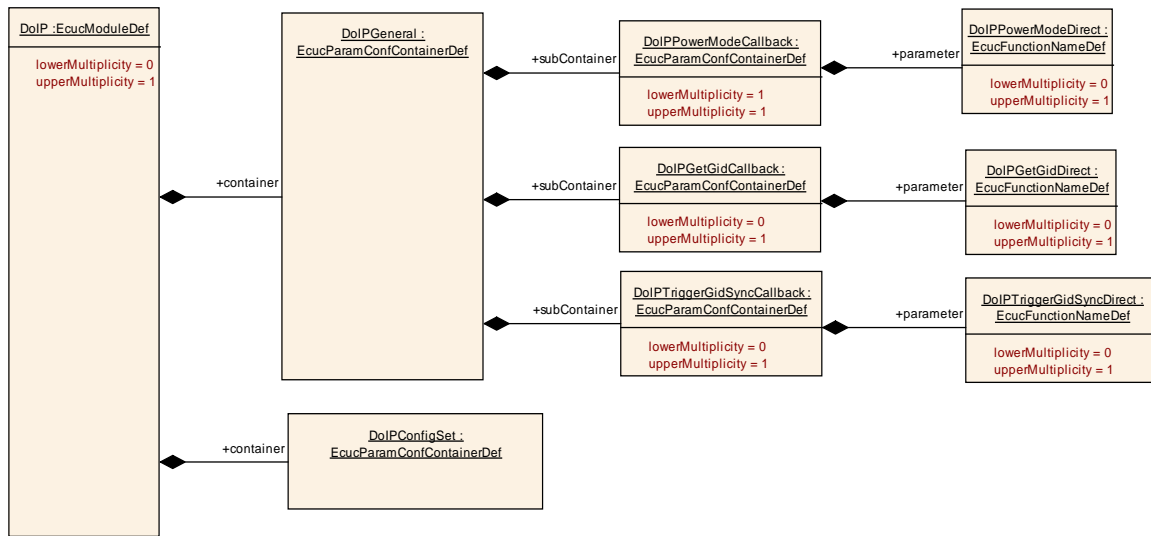 DoIP :EcucModuleDef
lowerMultiplicity = 0
upperMultiplicity = 1
+container
DoIPGeneral :
EcucParamConfContainerDef
+subContainer
DoIPPowerModeCallback :
EcucParamConfContainerDef
lowerMultiplicity = 1
upperMultiplicity = 1
+parameter
DoIPPowerModeDirect :
EcucFunctionNameDef
lowerMultiplicity = 0
upperMultiplicity = 1
+subContainer
DoIPGetGidCallback :
EcucParamConfContainerDef
lowerMultiplicity = 0
upperMultiplicity = 1
+parameter
DoIPGetGidDirect :
EcucFunctionNameDef
lowerMultiplicity = 0
upperMultiplicity = 1
+subContainer
DoIPTriggerGidSyncCallback :
EcucParamConfContainerDef
lowerMultiplicity = 0
upperMultiplicity = 1
+parameter
DoIPTriggerGidSyncDirect :
EcucFunctionNameDef
lowerMultiplicity = 0
upperMultiplicity = 1
+container
DoIPConfigSet :
EcucParamConfContainerDef